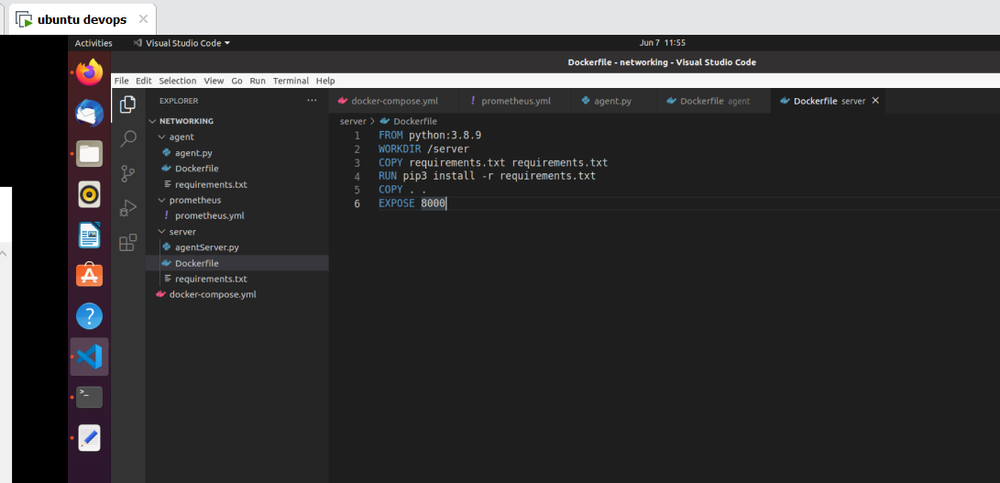 ubuntu devops
Activities
Visual Studio Code
Jun 7 11:55
Dockerfile - networking - Visual Studio Code
File Edit Selection View Go Run Terminal Help
EXPLORER
···
docker-compose.yml
prometheus.yml
agent.py
Dockerfile agent
Dockerfile server
NETWORKING
agent
agent.py
Dockerfile
requirements.txt
prometheus
prometheus.yml
server
agentServer.py
Dockerfile
requirements.txt
docker-compose.yml
server > Dockerfile
1 FROM python:3.8.9
2 WORKDIR /server
3 COPY requirements.txt requirements.txt
4 RUN pip3 install -r requirements.txt
5 COPY . .
6 EXPOSE 8000